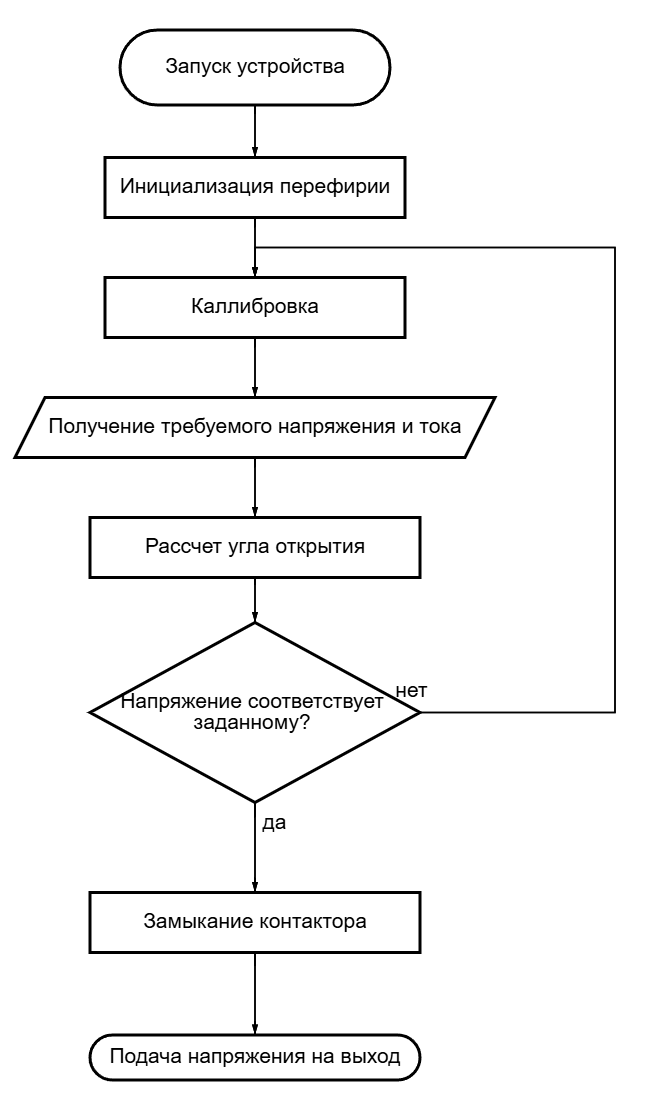 Запуск устройства
Инициализация перефирии
Каллибровка
Получение требуемого напряжения и тока
Рассчет угла открытия
Напряжение соответствует
заданному?
нет
да
Замыкание контактора
Подача напряжения на выход